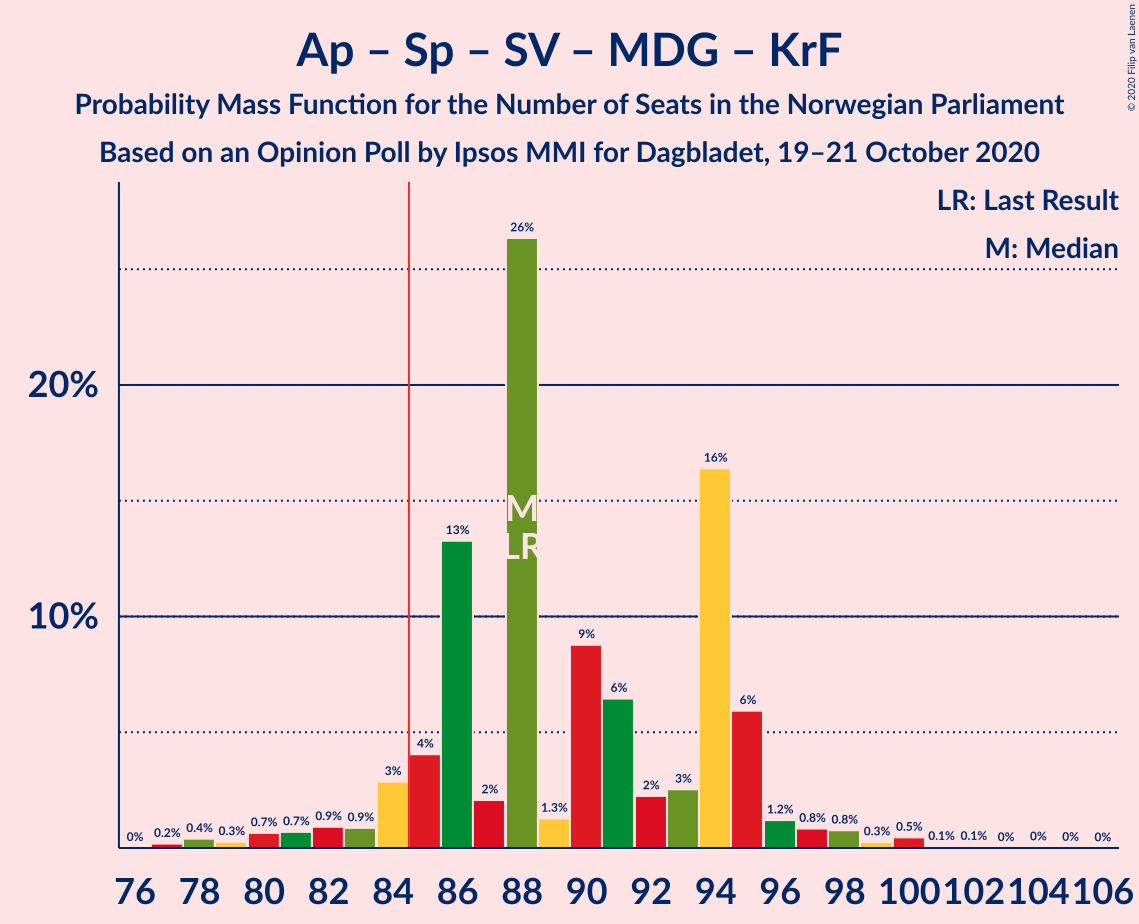 Ap – Sp – SV – MDG – KrF
Probability Mass Function for the Number of Seats in the Norwegian Parliament
Based on an Opinion Poll by Ipsos MMI for Dagbladet, 19–21 October 2020
© 2020 Filip van Laenen
LR: Last Result
M: Median
20%
10%
0% 0.2% 0.4% 0.3% 0.7% 0.7% 0.9% 0.9% 3% 4% 13% 2% 26% 1.3% 9% 6% 2% 3% 16% 6% 1.2% 0.8% 0.8% 0.3% 0.5% 0.1% 0.1% 0% 0% 0% 0%
M
LR
76 78 80 82 84 86 88 90 92 94 96 98 100 102 104 106